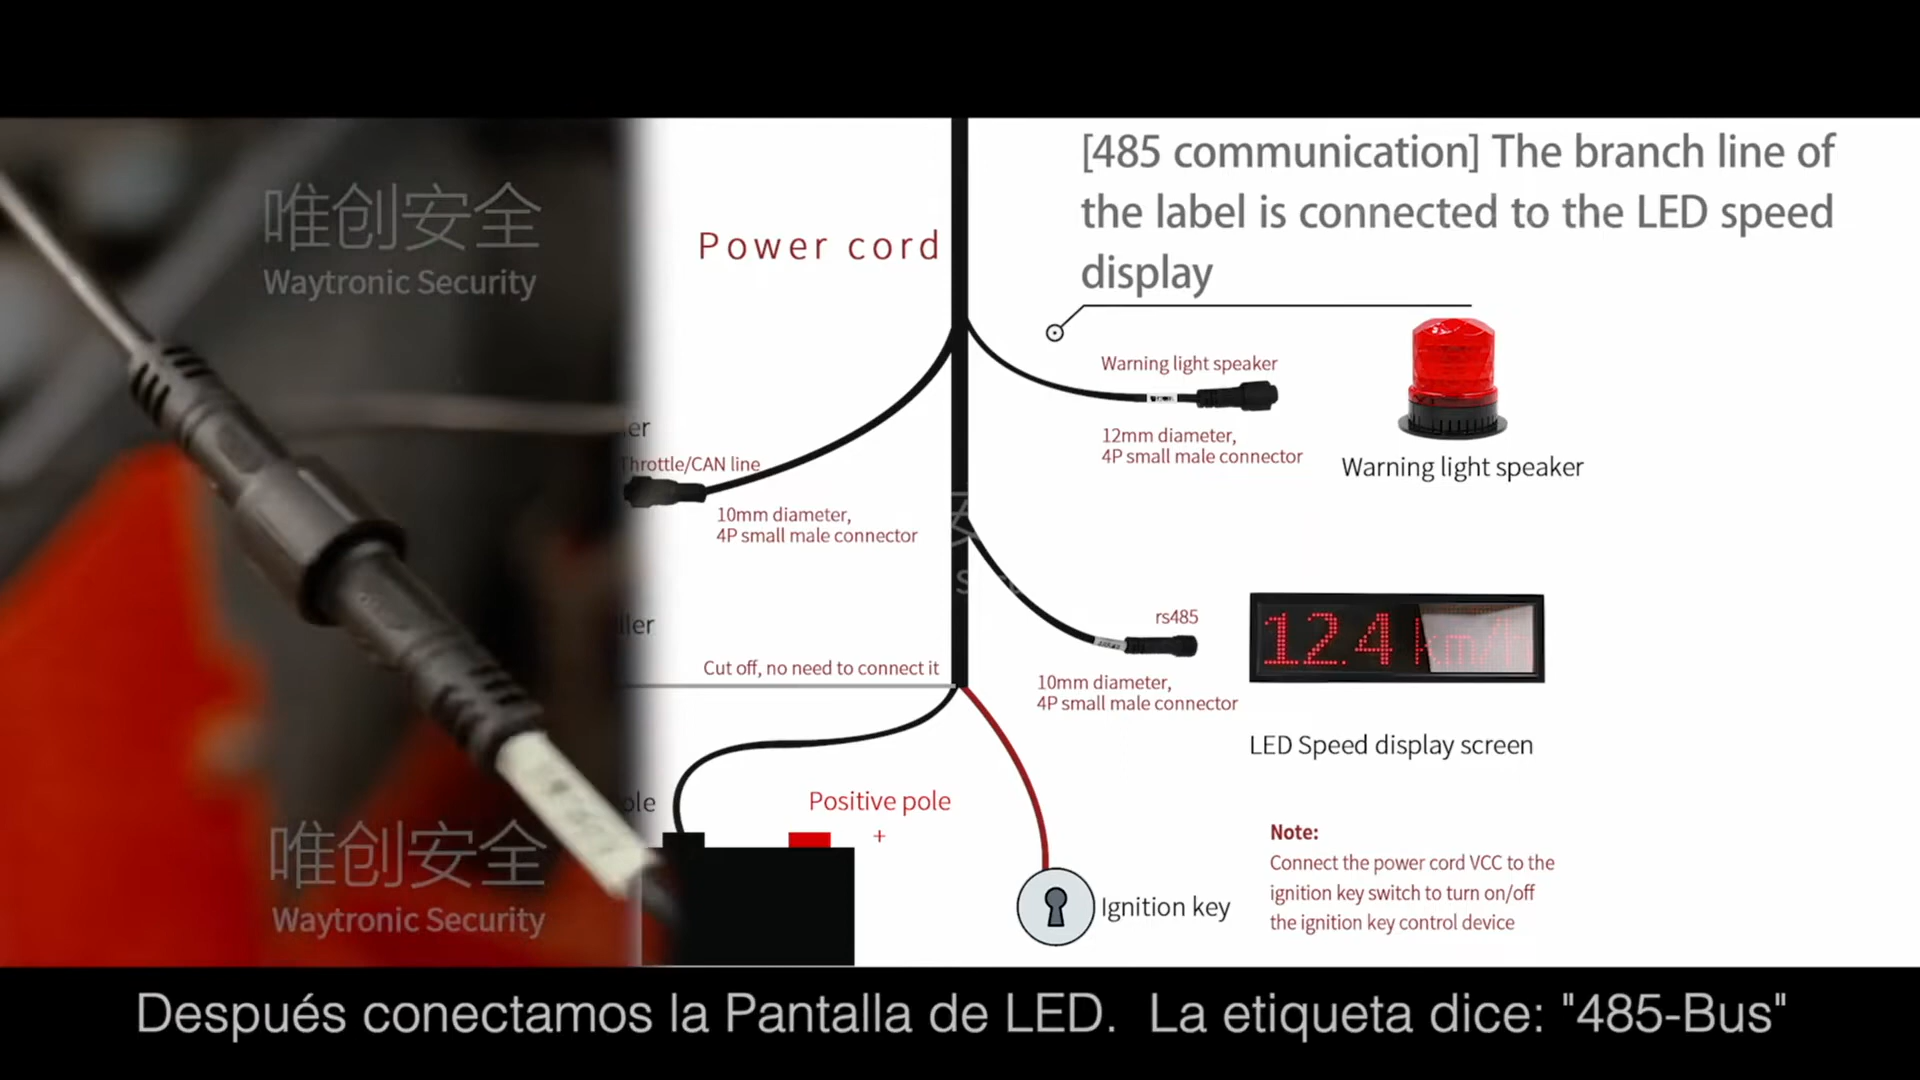 唯创安全
Waytronic Security
[485 communication] The branch line of
the label is connected to the LED speed
display
Power cord
Warning light speaker
12mm diameter,
4P small male connector
Warning light speaker
er
Throttle/CAN line
10mm diameter,
4P small male connector
rs485
12.4 km/h
10mm diameter,
4P small male connector
LED Speed display screen
ller
Cut off, no need to connect it
ole
Positive pole
+
Ignition key
Note:
Connect the power cord VCC to the
ignition key switch to turn on/off
the ignition key control device
唯创安全
Waytronic Security
Después conectamos la Pantalla de LED. La etiqueta dice: "485-Bus"